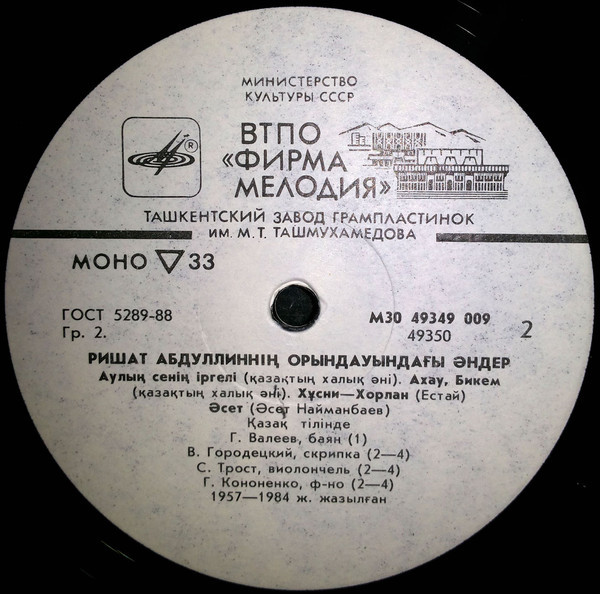 МИНИСТЕРСТВО
КУЛЬТУРЫ СССР
ВТПО
«ФИРМА
МЕЛОДИЯ»
®
ТАШКЕНТСКИЙ ЗАВОД ГРАМПЛАСТИНОК
ИМ. М. Т. ТАШМУХАМЕДОВА
МОНО ▽ 33
ГОСТ 5289-88
Гр. 2.
М30 49349 009
49350
2
РИШАТ АБДУЛЛИННІҢ ОРЫНДАУЫНДАҒЫ ӘНДЕР
Аулың сенің іргелі (қазақтың халық әні). Ахау, Бикем
(қазақтың халық әні). Хұсни—Хорлан (Естай)
Әсет (Әсет Найманбаев)
Қазақ тілінде
Г. Валеев, баян (1)
В. Городецкий, скрипка (2—4)
С. Трост, виолончель (2—4)
Г. Кононенко, ф-но (2—4)
1957—1984 ж. жазылған